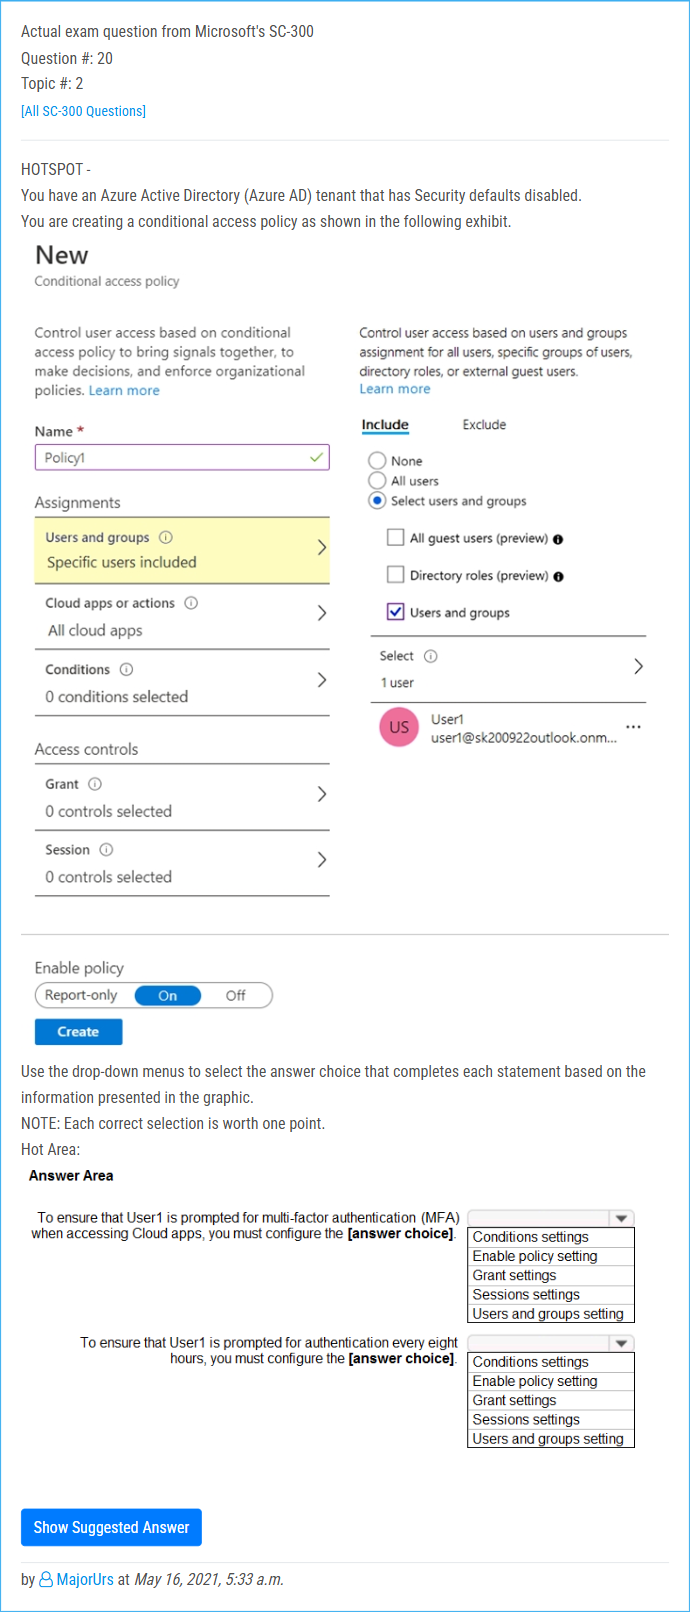 Actual exam question from Microsoft's SC-300
Question #: 20
Topic #: 2
[All SC-300 Questions]
HOTSPOT -
You have an Azure Active Directory (Azure AD) tenant that has Security defaults disabled.
You are creating a conditional access policy as shown in the following exhibit.
New
Conditional access policy
Control user access based on conditional
access policy to bring signals together, to
make decisions, and enforce organizational
policies. Learn more
Name *
Policy1
Assignments
Users and groups
Specific users included
Cloud apps or actions
All cloud apps
Conditions
0 conditions selected
Access controls
Grant
0 controls selected
Session
0 controls selected
Control user access based on users and groups
assignment for all users, specific groups of users,
directory roles, or external guest users.
Learn more
Include Exclude
None
All users
Select users and groups
All guest users (preview)
Directory roles (preview)
Users and groups
Select
1 user
US
User1
user1@sk200922outlook.onm...
Enable policy
Report-only On Off
Create
Use the drop-down menus to select the answer choice that completes each statement based on the
information presented in the graphic.
NOTE: Each correct selection is worth one point.
Hot Area:
Answer Area
To ensure that User1 is prompted for multi-factor authentication (MFA)
when accessing Cloud apps, you must configure the [answer choice].
Conditions settings
Enable policy setting
Grant settings
Sessions settings
Users and groups setting
To ensure that User1 is prompted for authentication every eight
hours, you must configure the [answer choice].
Conditions settings
Enable policy setting
Grant settings
Sessions settings
Users and groups setting
Show Suggested Answer
by MajorUrs at May 16, 2021, 5:33 a.m.